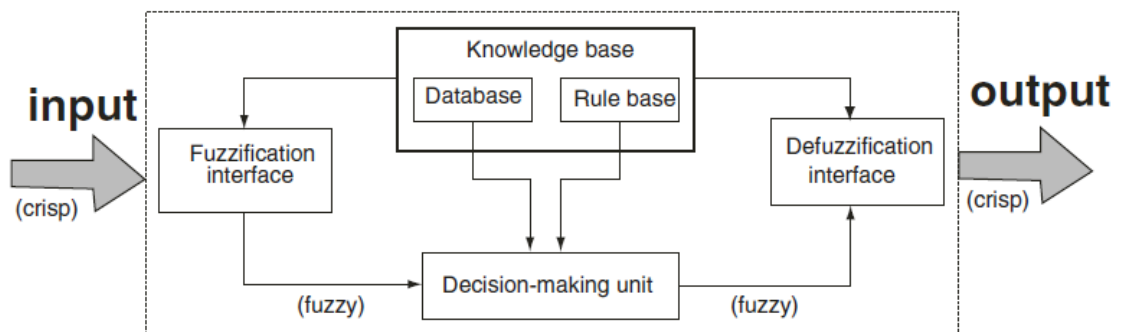 Knowledge base
Database
Rule base
input
output
Fuzzification
interface
Defuzzification
interface
(crisp)
(crisp)
Decision-making unit
(fuzzy)
(fuzzy)